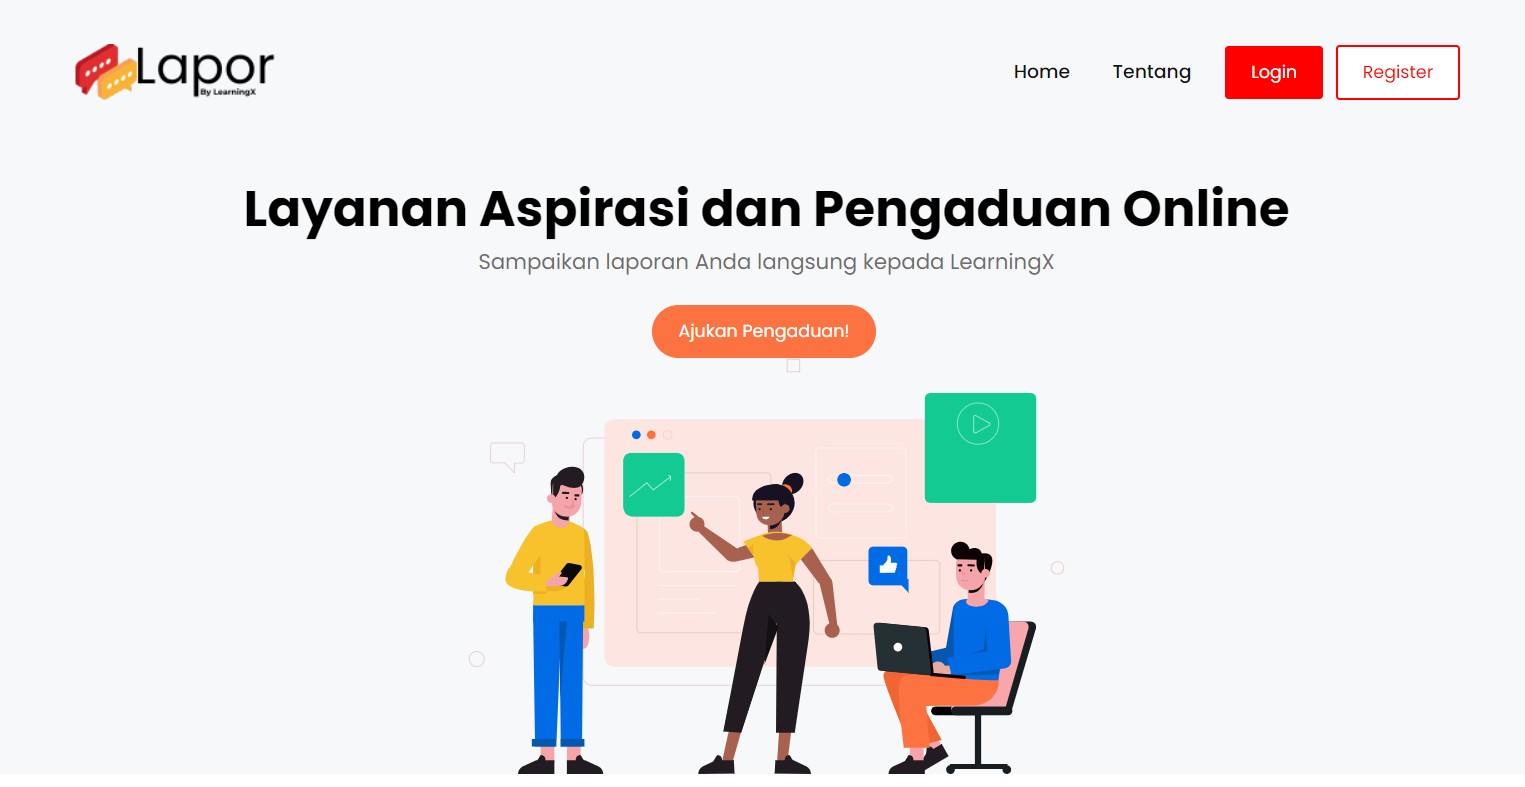 Lapor
By LearningX
Home
Tentang
Login
Register
Layanan Aspirasi dan Pengaduan Online
Sampaikan laporan Anda langsung kepada LearningX
Ajukan Pengaduan!